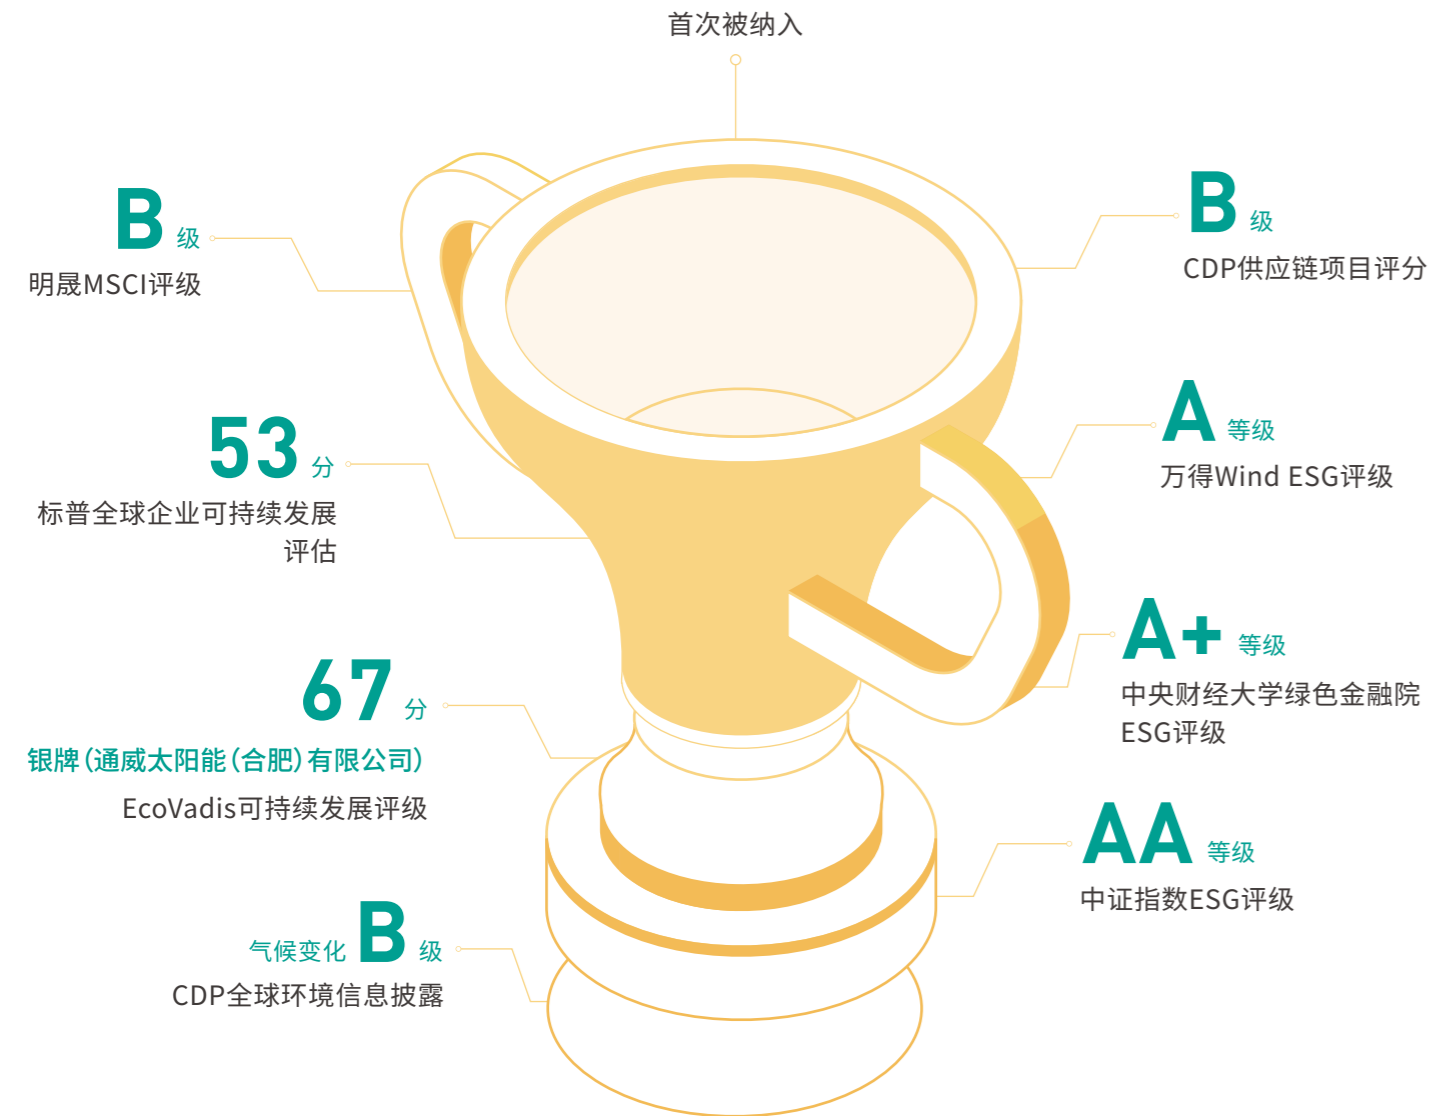 首次被纳入
B 级
明晟MSCI评级
53 分
标普全球企业可持续发展
评估
67 分
银牌（通威太阳能（合肥）有限公司）
EcoVadis可持续发展评级
气候变化 B 级
CDP全球环境信息披露
B 级
CDP供应链项目评分
A 等级
万得Wind ESG评级
A+ 等级
中央财经大学绿色金融院
ESG评级
AA 等级
中证指数ESG评级